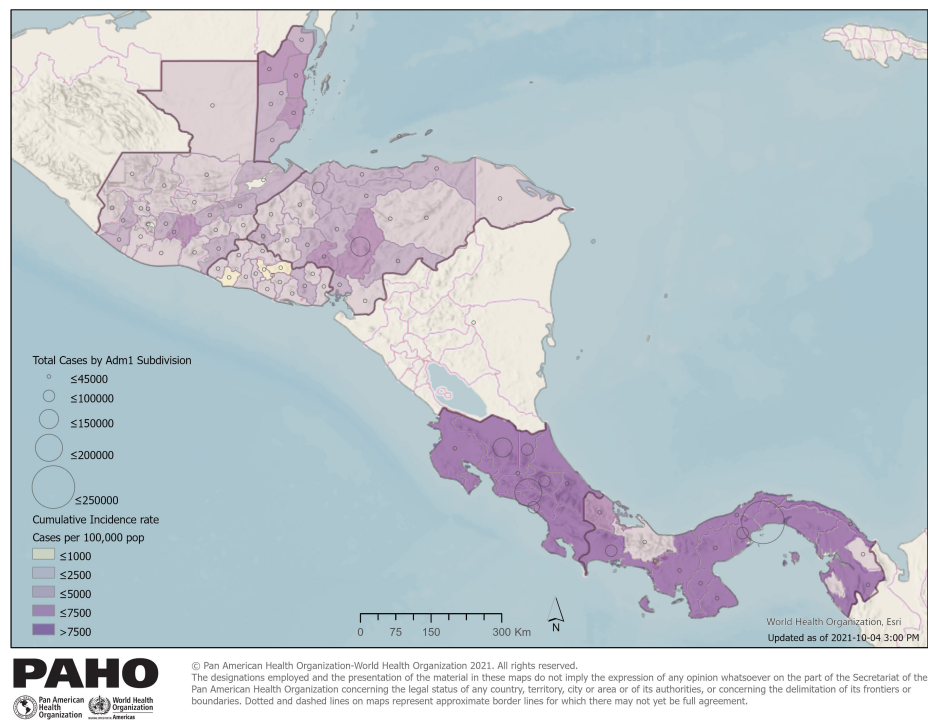 Total Cases by Adm1 Subdivision
≤45000
≤100000
≤150000
≤200000
≤250000
Cumulative Incidence rate
Cases per 100,000 pop
≤1000
≤2500
≤5000
≤7500
>7500
0 75 150 300 Km
N
World Health Organization, Esri
Updated as of 2021-10-04 3:00 PM
PAHO
Pan American
Health
Organization
World Health
Organization
Americas
© Pan American Health Organization-World Health Organization 2021. All rights reserved.
The designations employed and the presentation of the material in these maps do not imply the expression of any opinion whatsoever on the part of the Secretariat of the
Pan American Health Organization concerning the legal status of any country, territory, city or area or of its authorities, or concerning the delimitation of its frontiers or
boundaries. Dotted and dashed lines on maps represent approximate border lines for which there may not yet be full agreement.